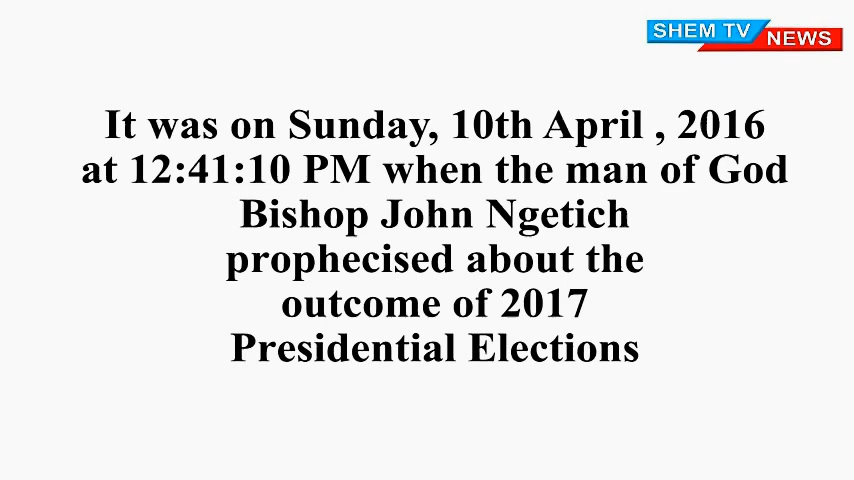 SHEM TV NEWS
It was on Sunday, 10th April , 2016
at 12:41:10 PM when the man of God
Bishop John Ngetich
prophecised about the
outcome of 2017
Presidential Elections